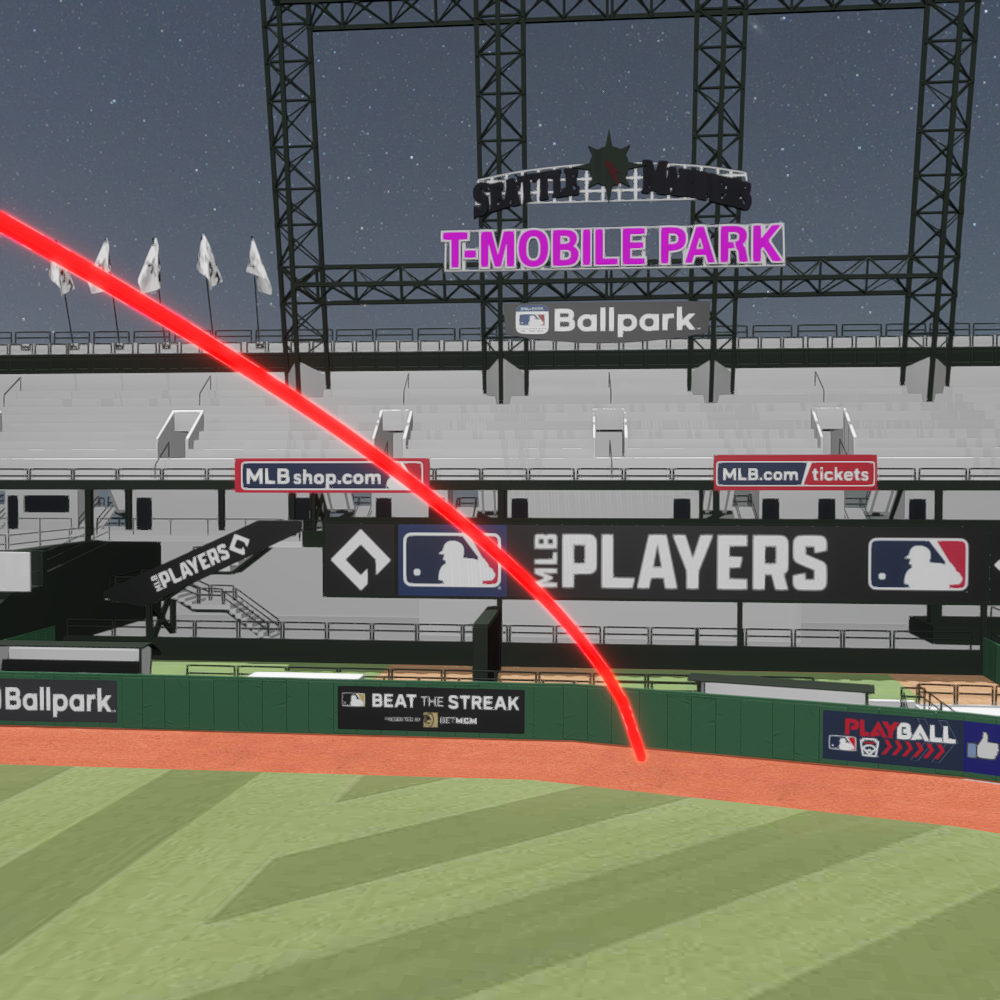 SEATTLE MARINERS
T-MOBILE PARK
Ballpark
MLBshop.com/
MLB.com/tickets
MLB PLAYERS
MLB PLAYERS
Ballpark
BEAT THE STREAK
PRESENTED BY BETMGM
PLAYBALL